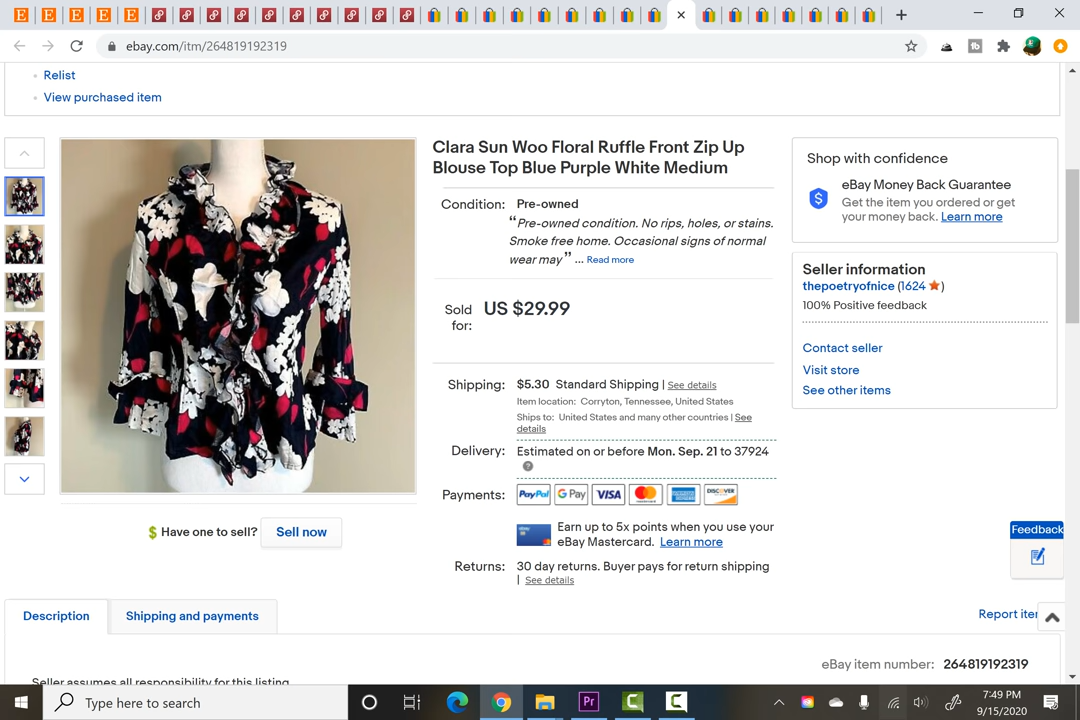 ebay.com/itm/264819192319
Relist
View purchased item
Clara Sun Woo Floral Ruffle Front Zip Up
Blouse Top Blue Purple White Medium
Condition: Pre-owned
“Pre-owned condition. No rips, holes, or stains.
Smoke free home. Occasional signs of normal
wear may” ... Read more
Sold for: US $29.99
Shipping: $5.30 Standard Shipping | See details
Item location: Corryton, Tennessee, United States
Ships to: United States and many other countries | See
details
Delivery: Estimated on or before Mon. Sep. 21 to 37924
?
Payments: PayPal G Pay VISA MasterCard AMERICAN EXPRESS DISCOVER
Earn up to 5x points when you use your
eBay Mastercard. Learn more
Returns: 30 day returns. Buyer pays for return shipping
| See details
$ Have one to sell? Sell now
Shop with confidence
$ eBay Money Back Guarantee
Get the item you ordered or get
your money back. Learn more
Seller information
thepoetryofnice (1624 )
100% Positive feedback
Contact seller
Visit store
See other items
Feedback
Description
Shipping and payments
Report iter
eBay item number: 264819192319
Seller assumes all responsibility for this listing
Type here to search
Pr
C
C
7:49 PM
9/15/2020